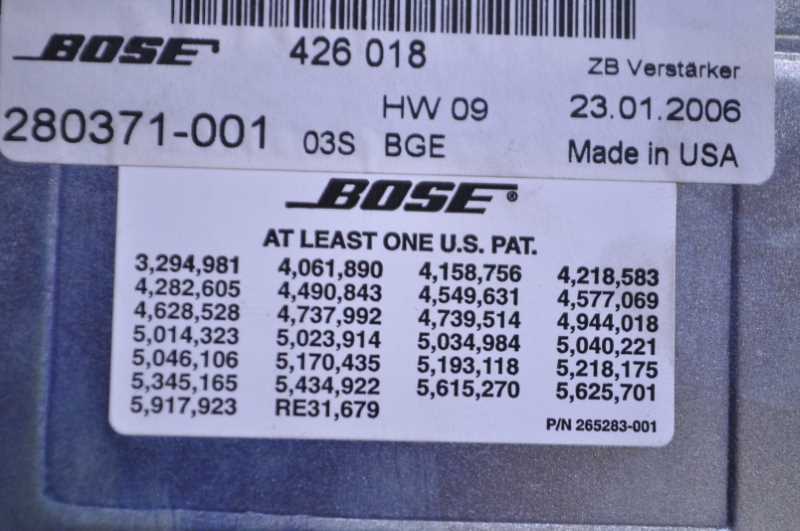 BOSE 426 018 ZB Verstärker
HW 09 23.01.2006
280371-001 03S BGE Made in USA
BOSE®
AT LEAST ONE U.S. PAT.
3,294,981 4,061,890 4,158,756 4,218,583
4,282,605 4,490,843 4,549,631 4,577,069
4,628,528 4,737,992 4,739,514 4,944,018
5,014,323 5,023,914 5,034,984 5,040,221
5,046,106 5,170,435 5,193,118 5,218,175
5,345,165 5,434,922 5,615,270 5,625,701
5,917,923 RE31,679
P/N 265283-001